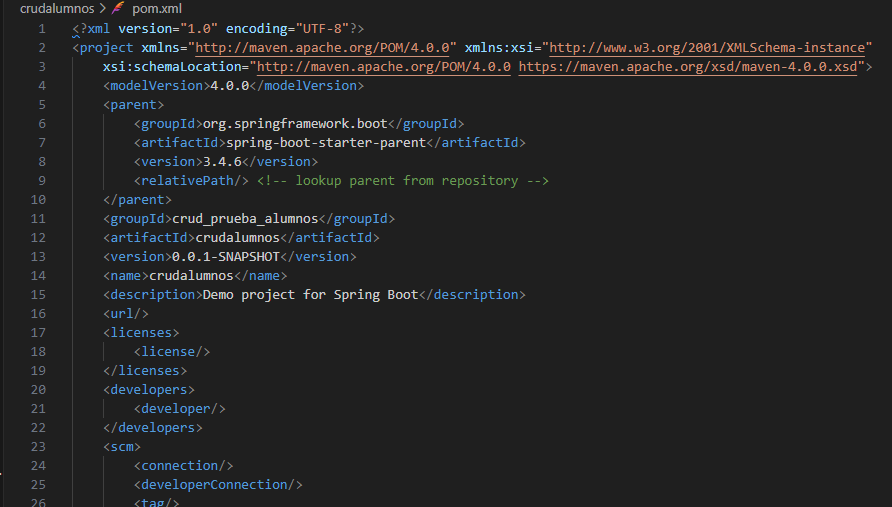 crudalumnos > pom.xml
1 <?xml version="1.0" encoding="UTF-8"?>
2 <project xmlns="http://maven.apache.org/POM/4.0.0" xmlns:xsi="http://www.w3.org/2001/XMLSchema-instance"
3     xsi:schemaLocation="http://maven.apache.org/POM/4.0.0 https://maven.apache.org/xsd/maven-4.0.0.xsd">
4     <modelVersion>4.0.0</modelVersion>
5     <parent>
6         <groupId>org.springframework.boot</groupId>
7         <artifactId>spring-boot-starter-parent</artifactId>
8         <version>3.4.6</version>
9         <relativePath/> <!-- lookup parent from repository -->
10     </parent>
11     <groupId>crud_prueba_alumnos</groupId>
12     <artifactId>crudalumnos</artifactId>
13     <version>0.0.1-SNAPSHOT</version>
14     <name>crudalumnos</name>
15     <description>Demo project for Spring Boot</description>
16     <url/>
17     <licenses>
18         <license/>
19     </licenses>
20     <developers>
21         <developer/>
22     </developers>
23     <scm>
24         <connection/>
25         <developerConnection/>
26         <tag/>